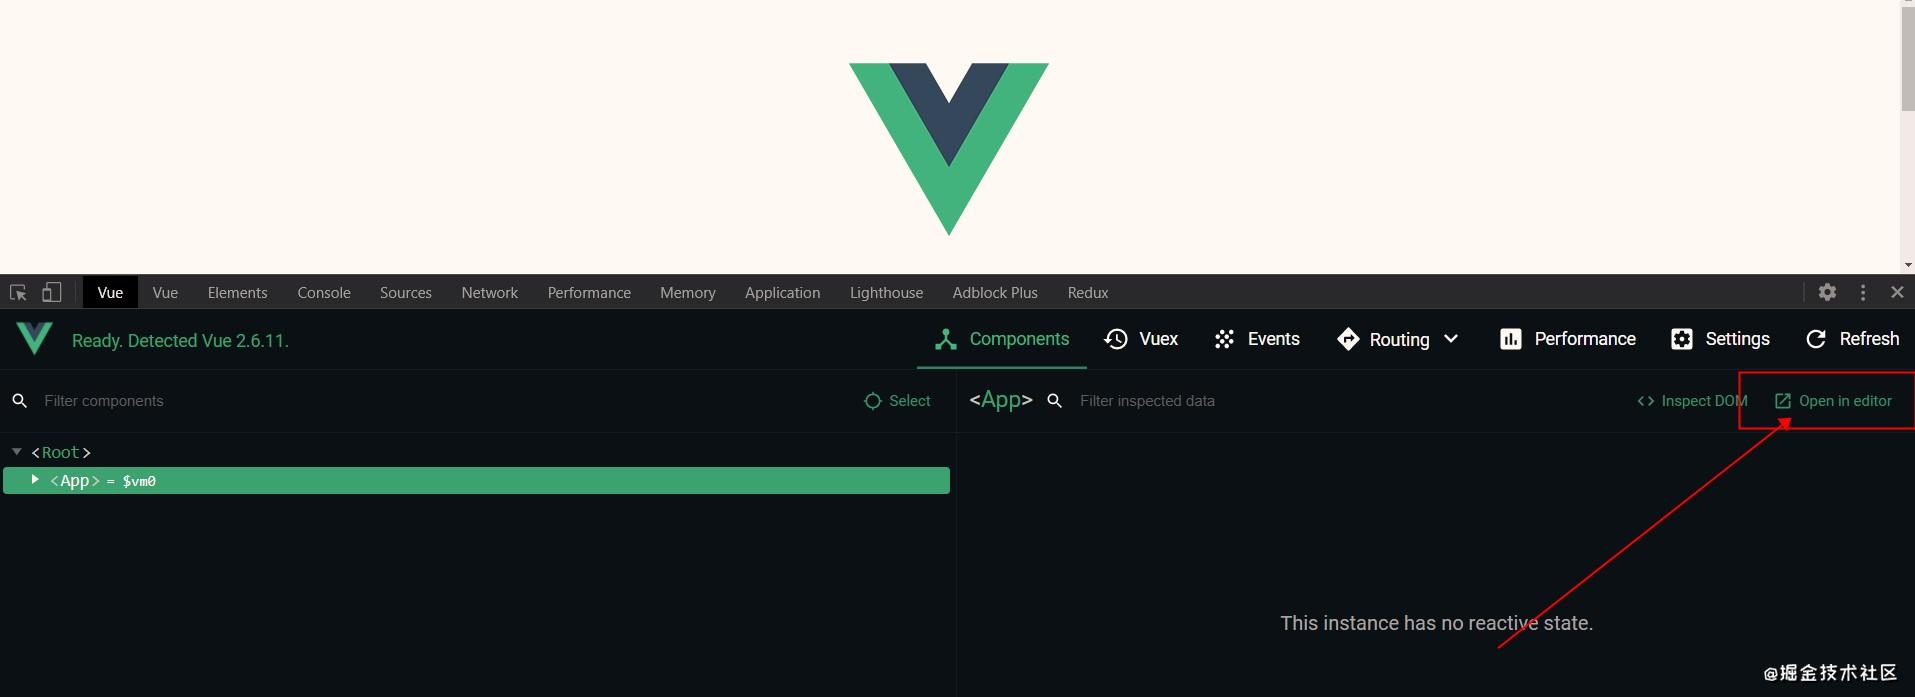 Vue Vue Elements Console Sources Network Performance Memory Application Lighthouse Adblock Plus Redux
Ready. Detected Vue 2.6.11. Components Vuex Events Routing Performance Settings Refresh
Filter components Select <App> Filter inspected data <> Inspect DOM Open in editor
<Root>
<App> = $vm0
This instance has no reactive state.
@掘金技术社区